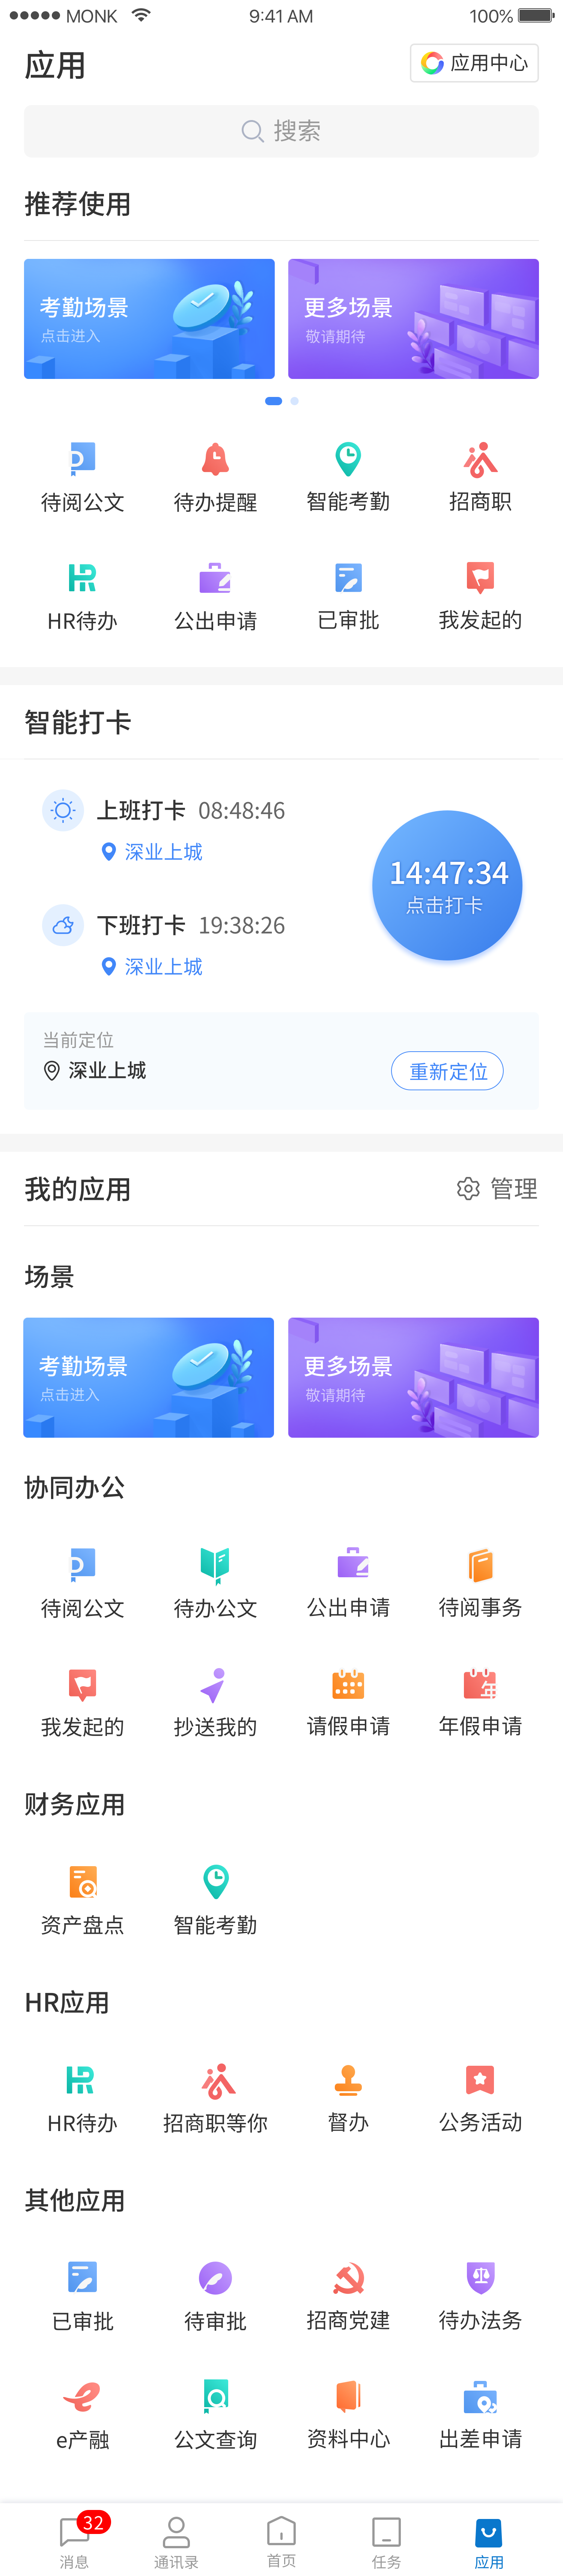 MONK 9:41 AM 100%
应用
应用中心
搜索
推荐使用
考勤场景 更多场景
点击进入 敬请期待
待阅公文 待办提醒 智能考勤 招商职
HR待办 公出申请 已审批 我发起的
智能打卡
上班打卡 08:48:46
深业上城
14:47:34
点击打卡
下班打卡 19:38:26
深业上城
当前定位
深业上城
重新定位
我的应用 管理
场景
考勤场景 更多场景
点击进入 敬请期待
协同办公
待阅公文 待办公文 公出申请 待阅事务
年
我发起的 抄送我的 请假申请 年假申请
财务应用
资产盘点 智能考勤
HR应用
HR待办 招商职等你 督办 公务活动
其他应用
已审批 待审批 招商党建 待办法务
e产融 公文查询 资料中心 出差申请
32
消息 通讯录 首页 任务 应用